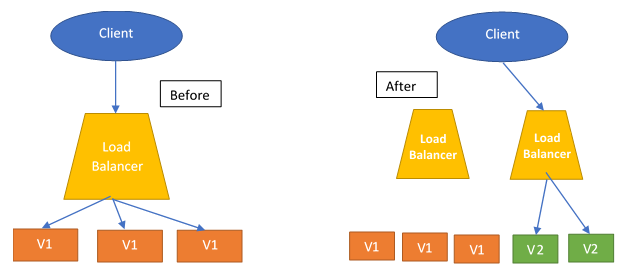 Client
Before
Load
Balancer
V1
V1
V1
Client
After
Load
Balancer
Load
Balancer
V1
V1
V1
V2
V2